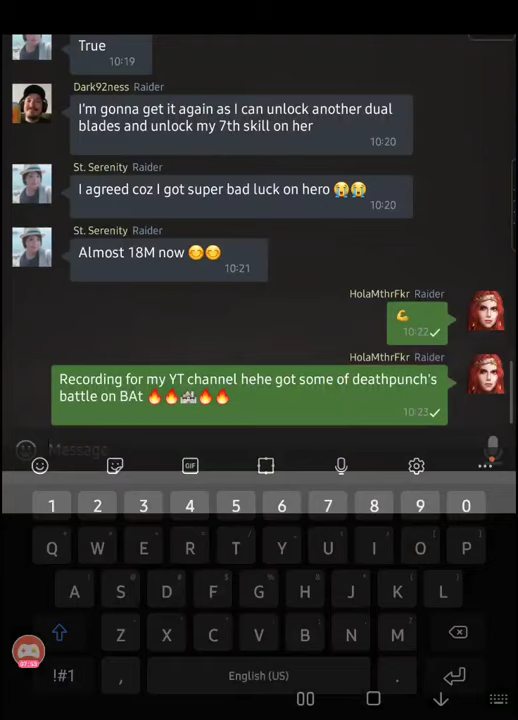 True
10:19
Dark92ness Raider
I'm gonna get it again as I can unlock another dual
blades and unlock my 7th skill on her
10:20
St. Serenity Raider
I agreed coz I got super bad luck on hero 😭😭
10:20
St. Serenity Raider
Almost 18M now 😊😊
10:21
HolaMthrFkr Raider
💪
10:22
HolaMthrFkr Raider
Recording for my YT channel hehe got some of deathpunch's
battle on BAt 🔥🔥🏰🔥🔥
10:23
Message
GIF
1 2 3 4 5 6 7 8 9 0
Q W E R T Y U I O P
A S D F G H J K L
Z X C V B N M
!#1 , English (US) .